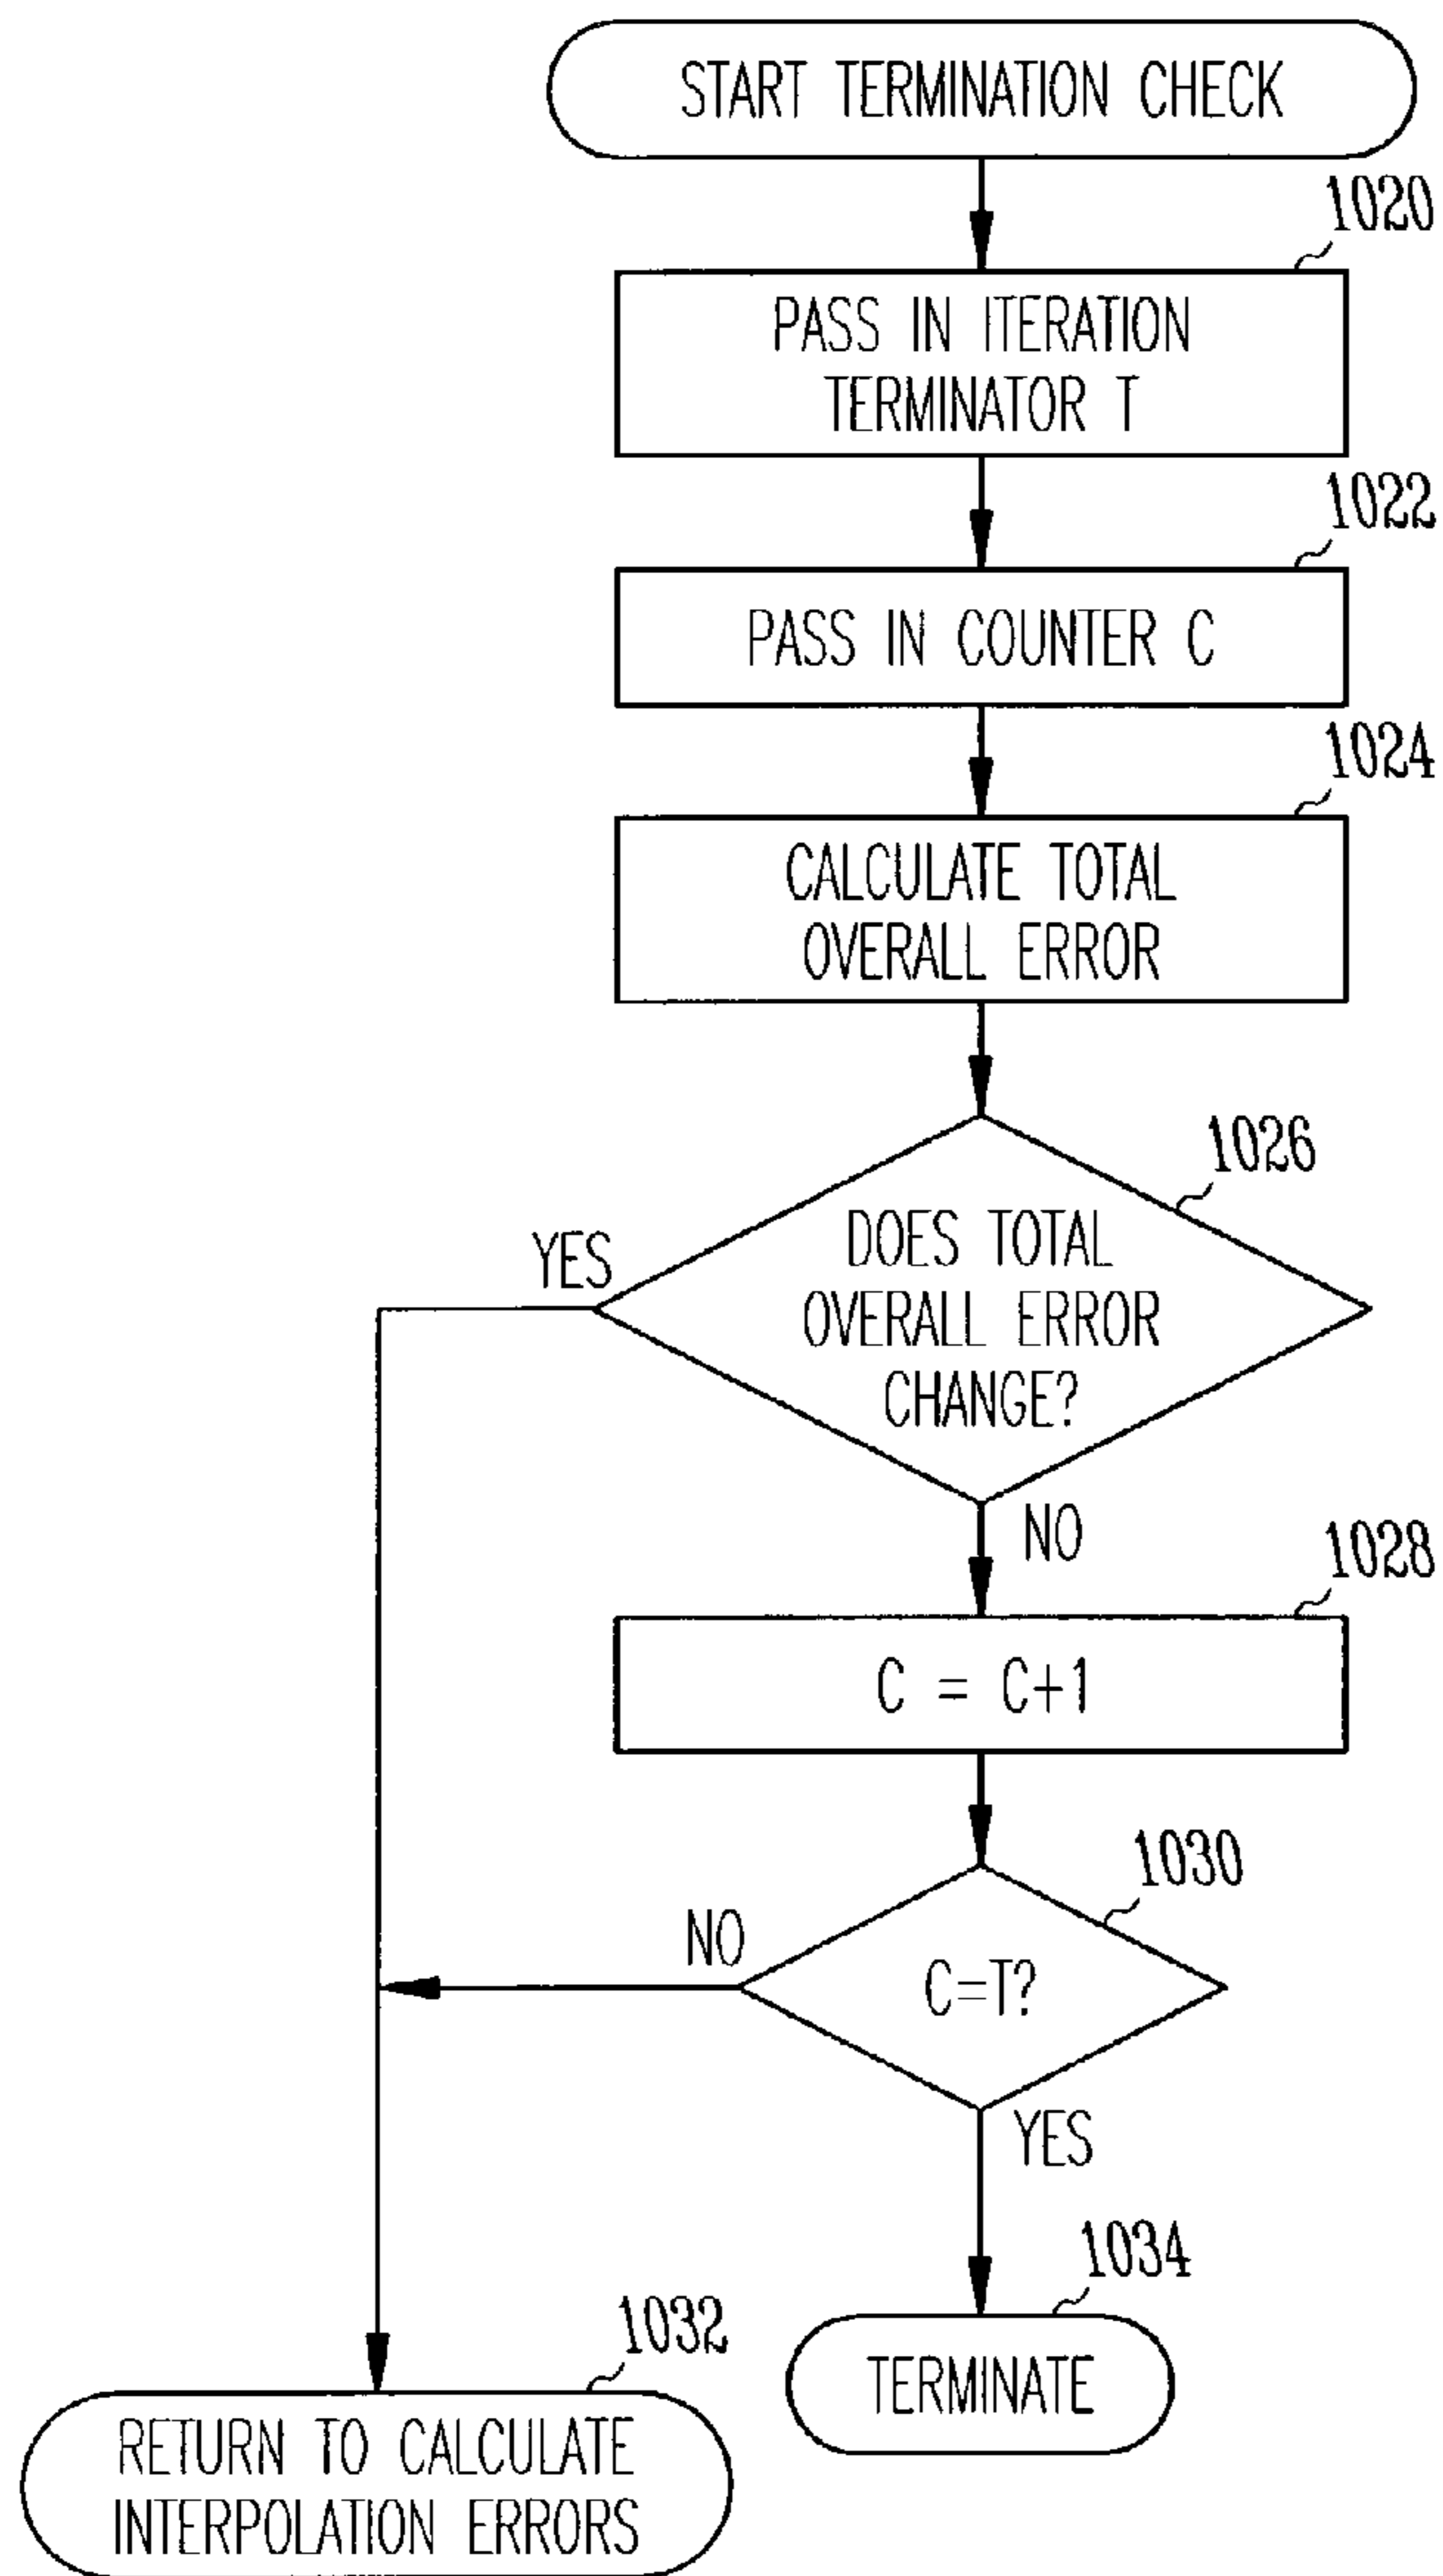 START TERMINATION CHECK
1020
PASS IN ITERATION
TERMINATOR T
1022
PASS IN COUNTER C
1024
CALCULATE TOTAL
OVERALL ERROR
1026
DOES TOTAL
OVERALL ERROR
CHANGE?
YES
NO
1028
C = C+1
1030
C=T?
NO
YES
1034
TERMINATE
1032
RETURN TO CALCULATE
INTERPOLATION ERRORS